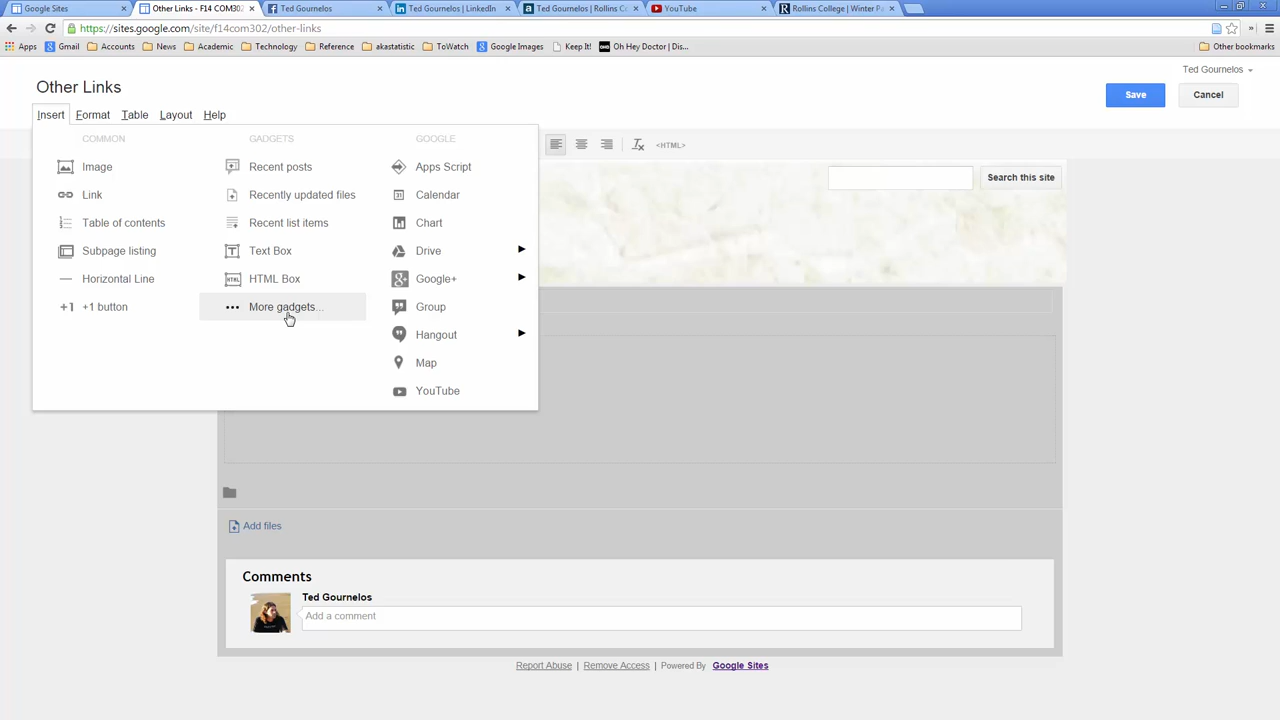 Google Sites
Other Links - F14 COM302
Ted Gournelos
Ted Gournelos | LinkedIn
Ted Gournelos | Rollins C
YouTube
Rollins College | Winter Pa
https://sites.google.com/site/f14com302/other-links
Apps Gmail Accounts News Academic Technology Reference akastatistic ToWatch Google Images Keep It! Oh Hey Doctor | Dis... Other bookmarks
Ted Gournelos
Other Links
Save Cancel
Insert Format Table Layout Help
<HTML>
COMMON
Image
Link
Table of contents
Subpage listing
Horizontal Line
+1 +1 button
GADGETS
Recent posts
Recently updated files
Recent list items
Text Box
HTML HTML Box
More gadgets...
GOOGLE
Apps Script
31 Calendar
Chart
Drive
Google+
Group
Hangout
Map
YouTube
Search this site
Add files
Comments
Ted Gournelos
Add a comment
Report Abuse | Remove Access | Powered By Google Sites